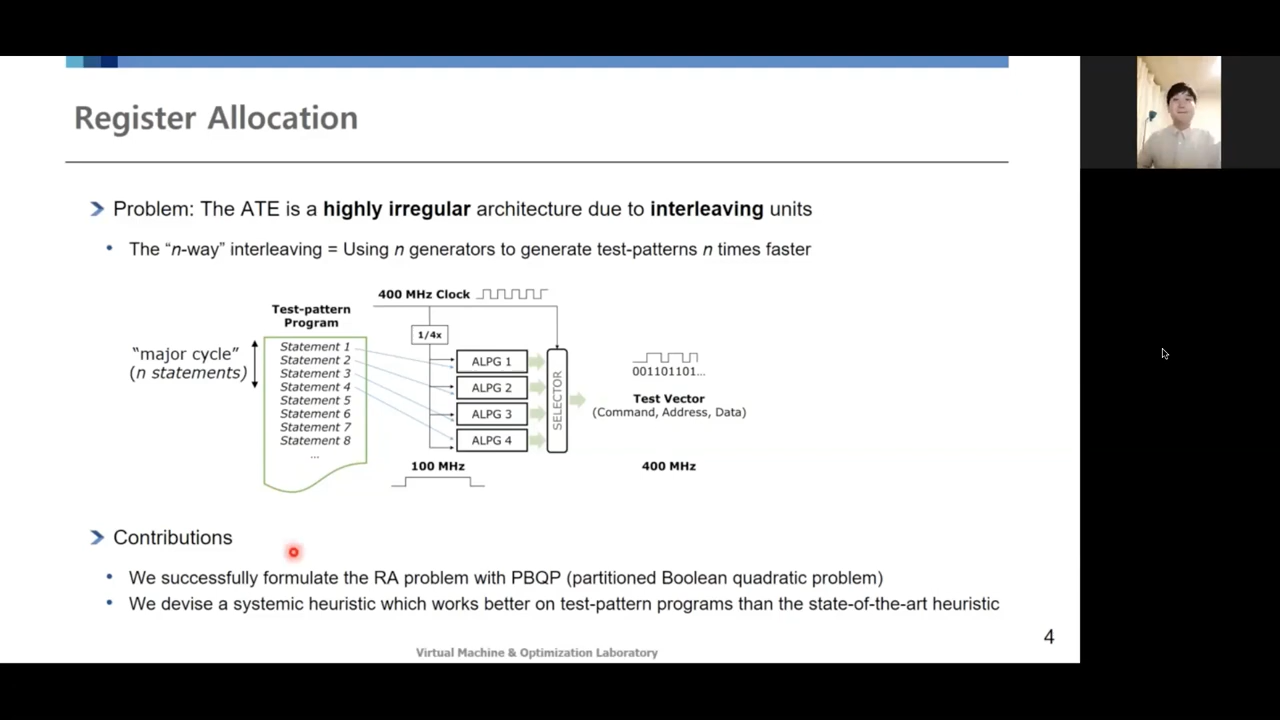 Register Allocation
Problem: The ATE is a highly irregular architecture due to interleaving units
The “n-way” interleaving = Using n generators to generate test-patterns n times faster
400 MHz Clock
Test-pattern
Program
1/4x
"major cycle"
(n statements)
Statement 1
Statement 2
Statement 3
Statement 4
Statement 5
Statement 6
Statement 7
Statement 8
...
ALPG 1
ALPG 2
ALPG 3
ALPG 4
SELECTOR
001101101...
Test Vector
(Command, Address, Data)
100 MHz
400 MHz
Contributions
We successfully formulate the RA problem with PBQP (partitioned Boolean quadratic problem)
We devise a systemic heuristic which works better on test-pattern programs than the state-of-the-art heuristic
4
Virtual Machine & Optimization Laboratory